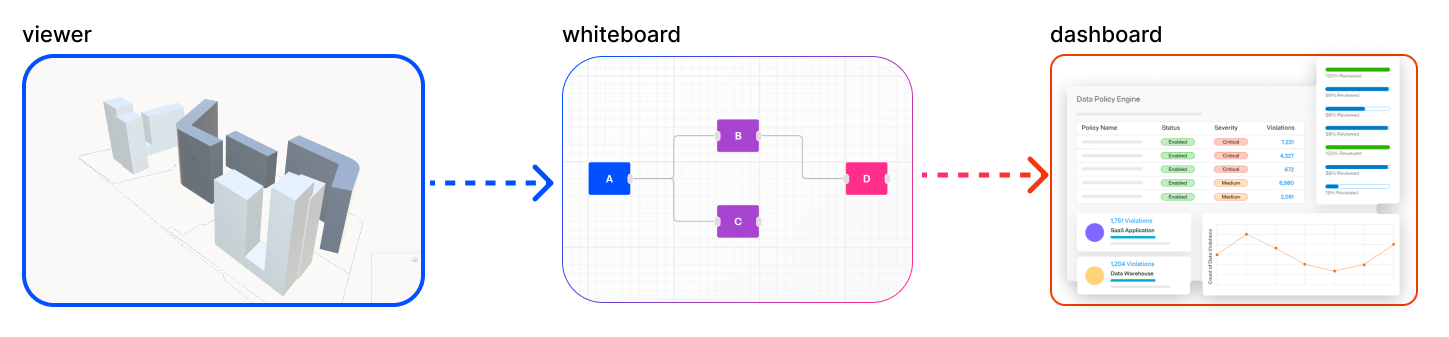 viewer
whiteboard
dashboard
A
B
C
D
Data Policy Engine
Policy Name Status Severity Violations
Enabled Critical 7,231
Enabled Critical 4,327
Enabled Critical 672
Enabled Medium 6,980
Enabled Medium 2,081
100% Reviewed
98% Reviewed
88% Reviewed
98% Reviewed
100% Reviewed
98% Reviewed
19% Reviewed
1,751 Violations
SaaS Application
1,204 Violations
Data Warehouse
Count of Data Violations